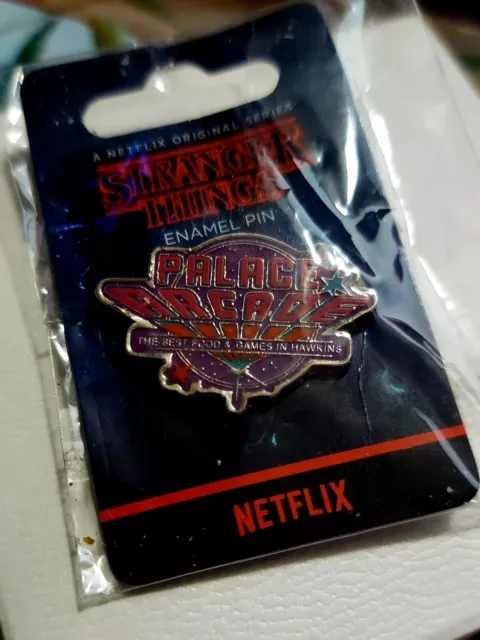 A NETFLIX ORIGINAL SERIES
STRANGER
THINGS
ENAMEL PIN
PALACE
ARCADE
THE BEST FOOD & GAMES IN HAWKINS
NETFLIX